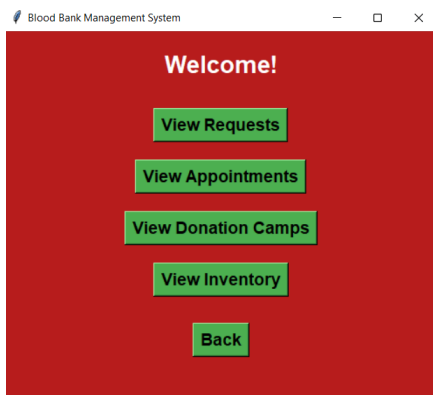 Blood Bank Management System
Welcome!
View Requests
View Appointments
View Donation Camps
View Inventory
Back